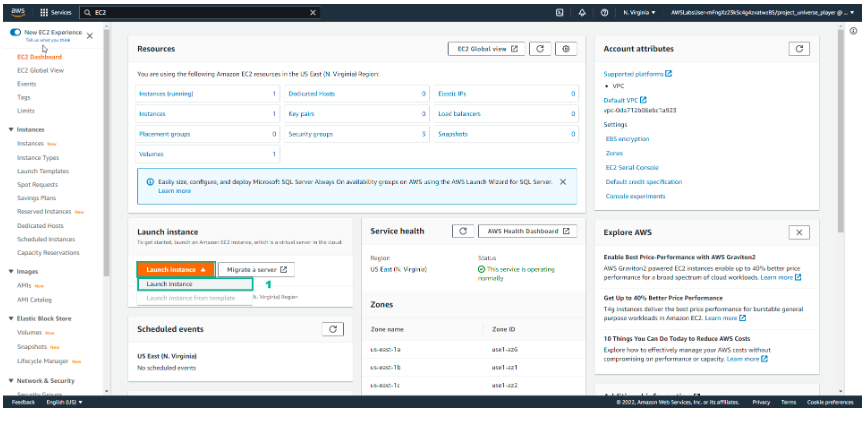 aws
Services
EC2
N. Virginia
New EC2 Experience
Tell us what you think
EC2 Dashboard
EC2 Global View
Events
Tags
Limits
Instances
Instances New
Instance Types
Launch Templates
Spot Requests
Savings Plans
Reserved Instances New
Dedicated Hosts
Scheduled Instances
Capacity Reservations
Images
AMIs New
AMI Catalog
Elastic Block Store
Volumes New
Snapshots New
Lifecycle Manager New
Network & Security
Resources
EC2 Global view
You are using the following Amazon EC2 resources in the US East (N. Virginia) Region:
Instances (running) 1 Dedicated Hosts 0 Elastic IPs 0
Instances 1 Key pairs 0 Load balancers 0
Placement groups 0 Security groups 5 Snapshots 0
Volumes 1
Easily size, configure, and deploy Microsoft SQL Server Always On availability groups on AWS using the AWS Launch Wizard for SQL Server.
Learn more
Launch instance
To get started, launch an Amazon EC2 instance, which is a virtual server in the cloud.
Launch instance
Migrate a server
Launch instance 1
Launch instance from template
N. Virginia) Region
Scheduled events
US East (N. Virginia)
No scheduled events
Service health
AWS Health Dashboard
Region Status
US East (N. Virginia) This service is operating
normally
Zones
Zone name Zone ID
us-east-1a use1-az6
us-east-1b use1-az1
us-east-1c use1-az2
Account attributes
Supported platforms
VPC
Default VPC
vpc-0da712b06ebc1a923
Settings
EBS encryption
Zones
EC2 Serial Console
Default credit specification
Console experiments
Explore AWS
Enable Best Price-Performance with AWS Graviton2
AWS Graviton2 powered EC2 instances enable up to 40% better price
performance for a broad spectrum of cloud workloads. Learn more
Get Up to 40% Better Price Performance
T4g instances deliver the best price performance for burstable general
purpose workloads in Amazon EC2. Learn more
10 Things You Can Do Today to Reduce AWS Costs
Explore how to effectively manage your AWS costs without
compromising on performance or capacity. Learn more
Feedback English (US)
© 2022, Amazon Web Services, Inc. or its affiliates. Privacy Terms Cookie preferences